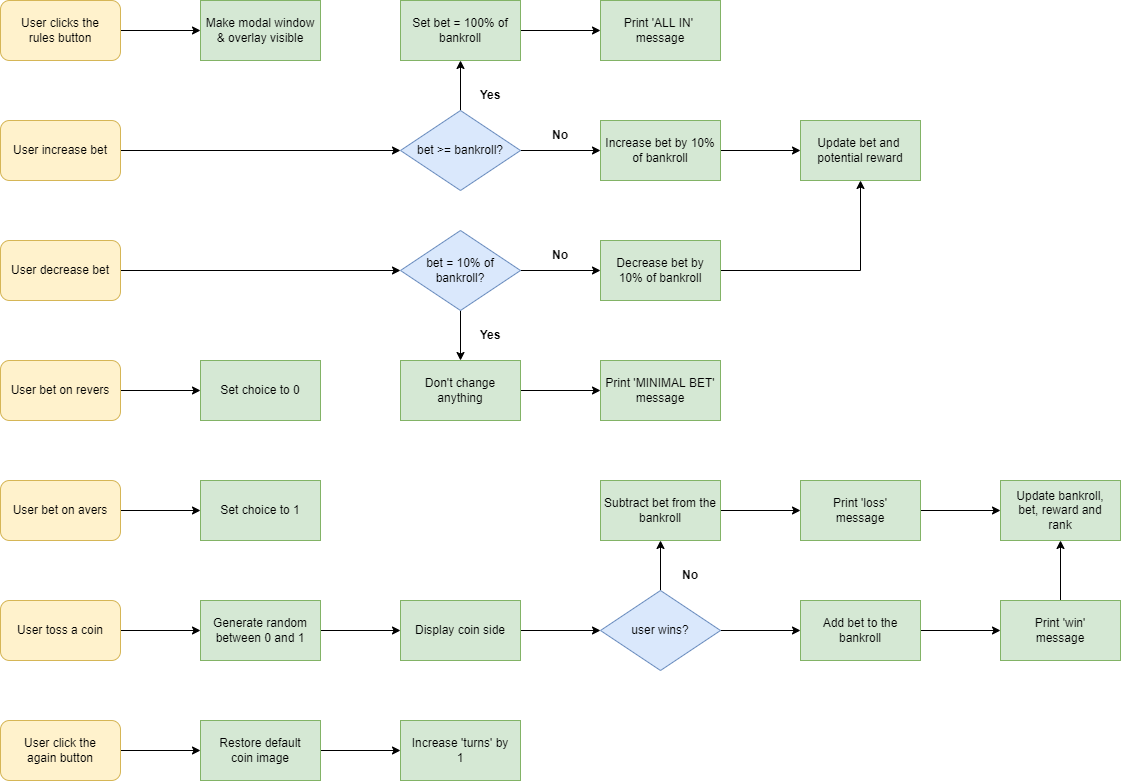 User clicks the
rules button
Make modal window
& overlay visible
Set bet = 100% of
bankroll
Print 'ALL IN'
message
Yes
User increase bet
bet >= bankroll?
No
Increase bet by 10%
of bankroll
Update bet and
potential reward
User decrease bet
bet = 10% of
bankroll?
No
Decrease bet by
10% of bankroll
Yes
User bet on revers
Set choice to 0
Don't change
anything
Print 'MINIMAL BET'
message
User bet on avers
Set choice to 1
Subtract bet from the
bankroll
Print 'loss'
message
Update bankroll,
bet, reward and
rank
No
User toss a coin
Generate random
between 0 and 1
Display coin side
user wins?
Add bet to the
bankroll
Print 'win'
message
User click the
again button
Restore default
coin image
Increase 'turns' by
1